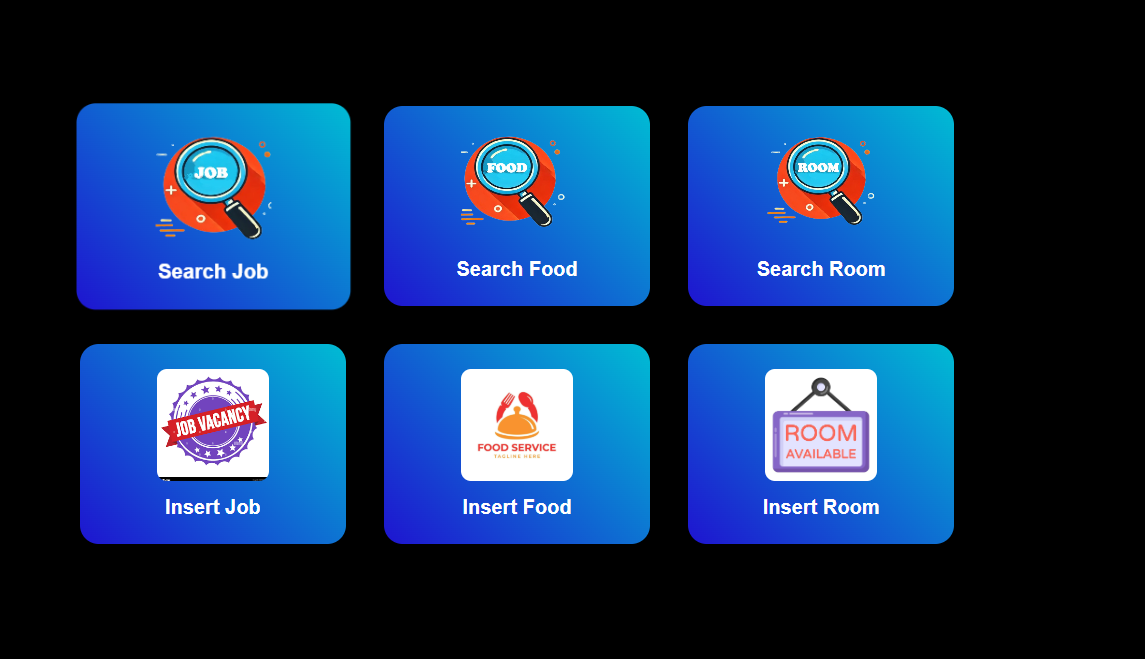 JOB
FOOD
ROOM
Search Job
Search Food
Search Room
JOB VACANCY
FOOD SERVICE
TAGLINE HERE
ROOM
AVAILABLE
Insert Job
Insert Food
Insert Room